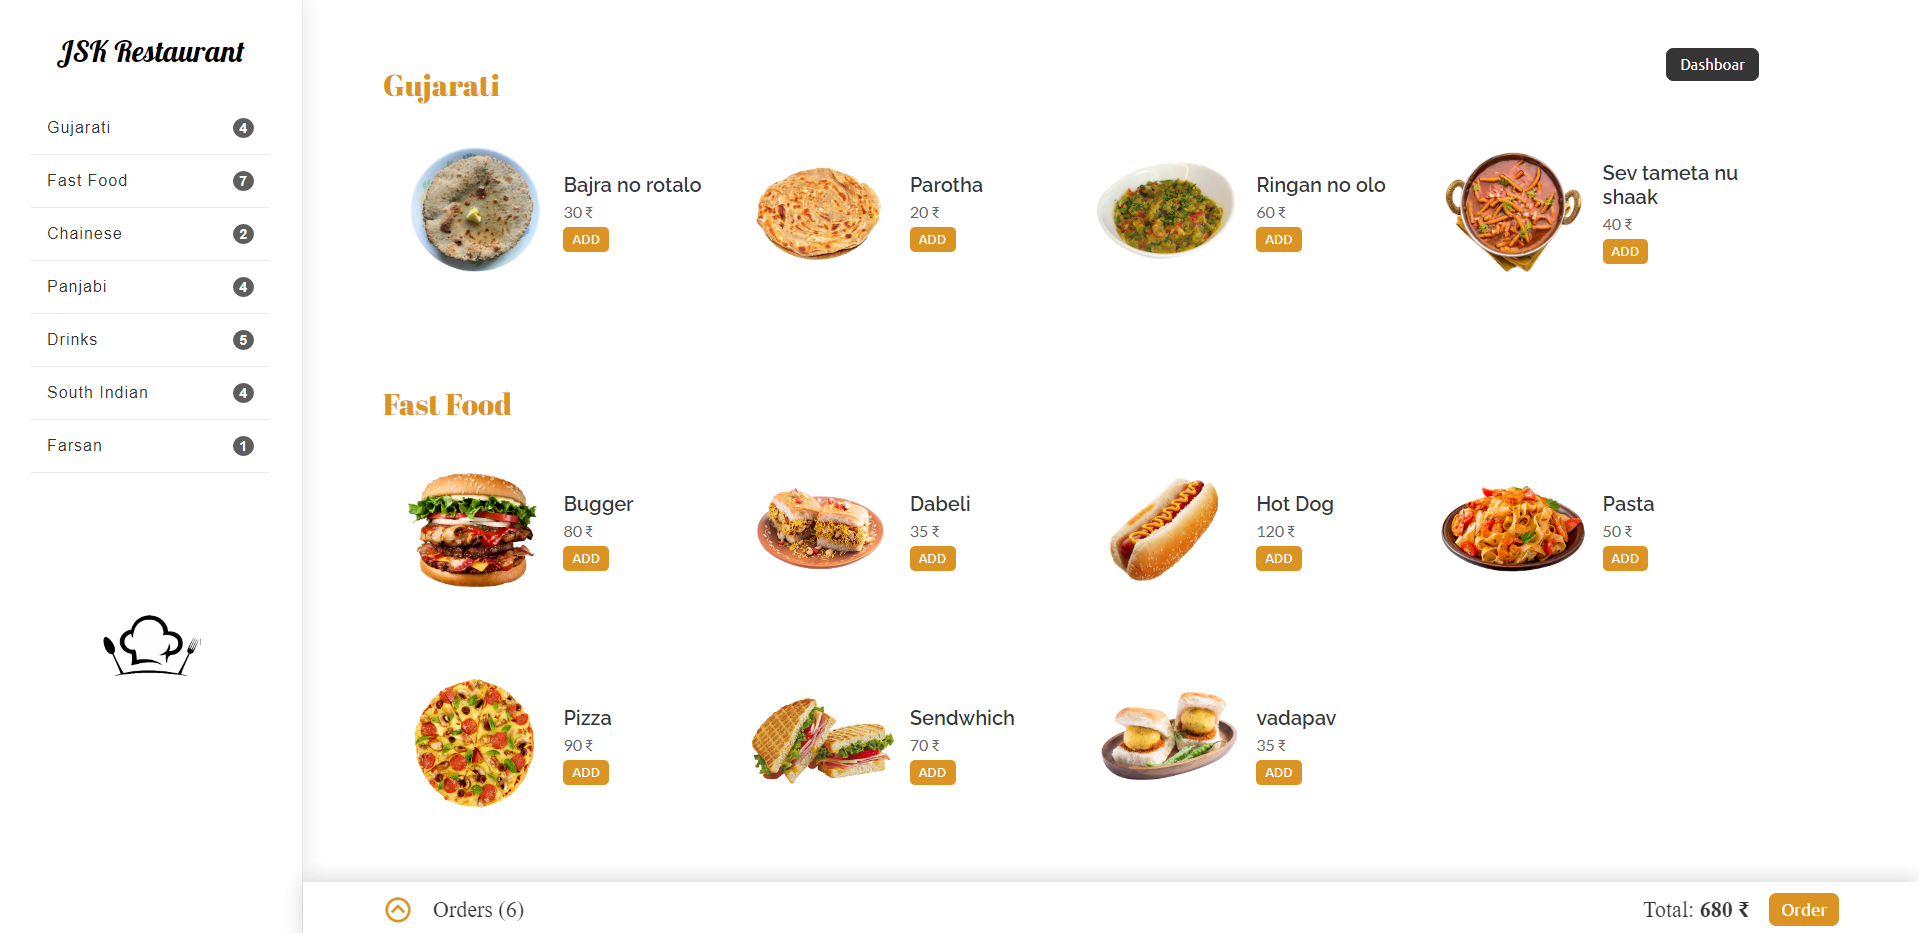 JSK Restaurant
Gujarati 4
Fast Food 7
Chainese 2
Panjabi 4
Drinks 5
South Indian 4
Farsan 1
Dashboar
Gujarati
Bajra no rotalo
30 ₹
ADD
Parotha
20 ₹
ADD
Ringan no olo
60 ₹
ADD
Sev tameta nu
shaak
40 ₹
ADD
Fast Food
Bugger
80 ₹
ADD
Dabeli
35 ₹
ADD
Hot Dog
120 ₹
ADD
Pasta
50 ₹
ADD
Pizza
90 ₹
ADD
Sendwhich
70 ₹
ADD
vadapav
35 ₹
ADD
Orders (6)
Total: 680 ₹
Order